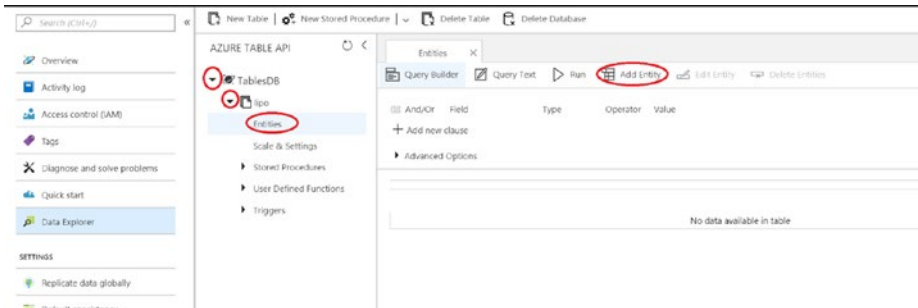 New Table New Stored Procedure Delete Table Delete Database
Search (Ctrl+/)
Overview
Activity log
Access control (IAM)
Tags
Diagnose and solve problems
Quick start
Data Explorer
SETTINGS
Replicate data globally
AZURE TABLE API
TablesDB
lipo
Entities
Scale & Settings
Stored Procedures
User Defined Functions
Triggers
Entities
Query Builder Query Text Run Add Entity Edit Entity Delete Entities
And/Or Field Type Operator Value
Add new clause
Advanced Options
No data available in table